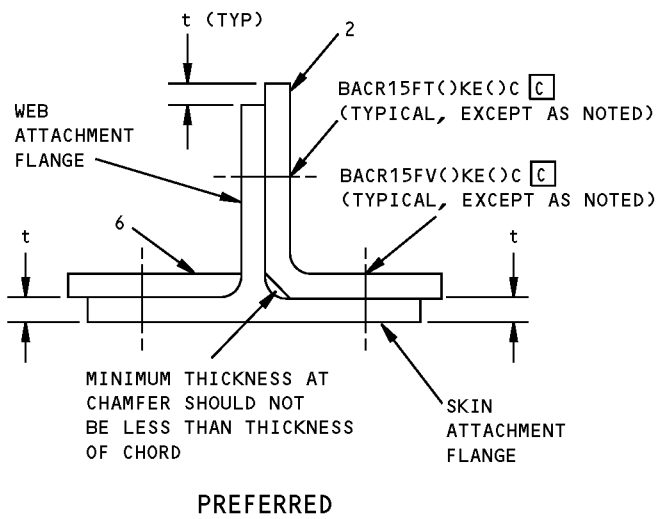 t (TYP)
2
BACR15FT()KE()C C
(TYPICAL, EXCEPT AS NOTED)
WEB
ATTACHMENT
FLANGE
BACR15FV()KE()C C
(TYPICAL, EXCEPT AS NOTED)
t
6
t
MINIMUM THICKNESS AT
CHAMFER SHOULD NOT
BE LESS THAN THICKNESS
OF CHORD
SKIN
ATTACHMENT
FLANGE
PREFERRED